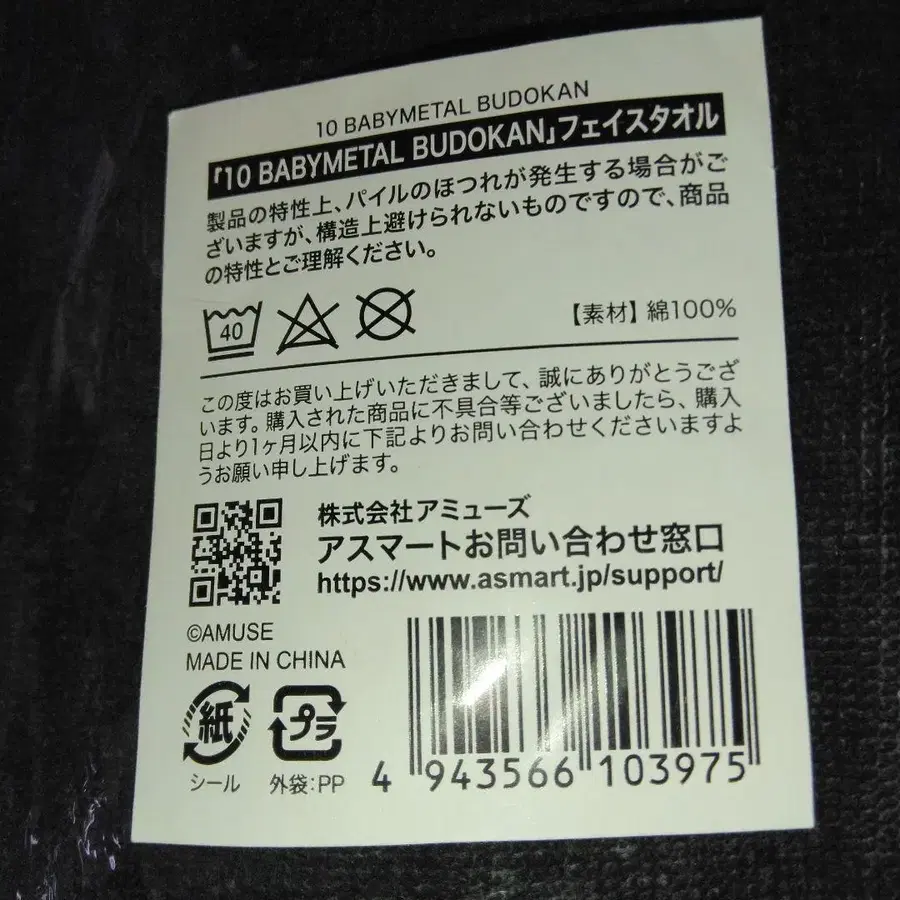 10 BABYMETAL BUDOKAN
「10 BABYMETAL BUDOKAN」フェイスタオル
製品の特性上、パイルのほつれが発生する場合がご
ざいますが、構造上避けられないものですので、商品
の特性とご理解ください。
40
【素材】綿100%
この度はお買い上げいただきまして、誠にありがとうござ
います。購入された商品に不具合等ございましたら、購入
日より1ヶ月以内に下記よりお問い合わせくださいますよ
うお願い申し上げます。
株式会社アミューズ
アスマートお問い合わせ窓口
https://www.asmart.jp/support/
©AMUSE
MADE IN CHINA
紙
シール
プラ
外袋:PP
4 943566 103975